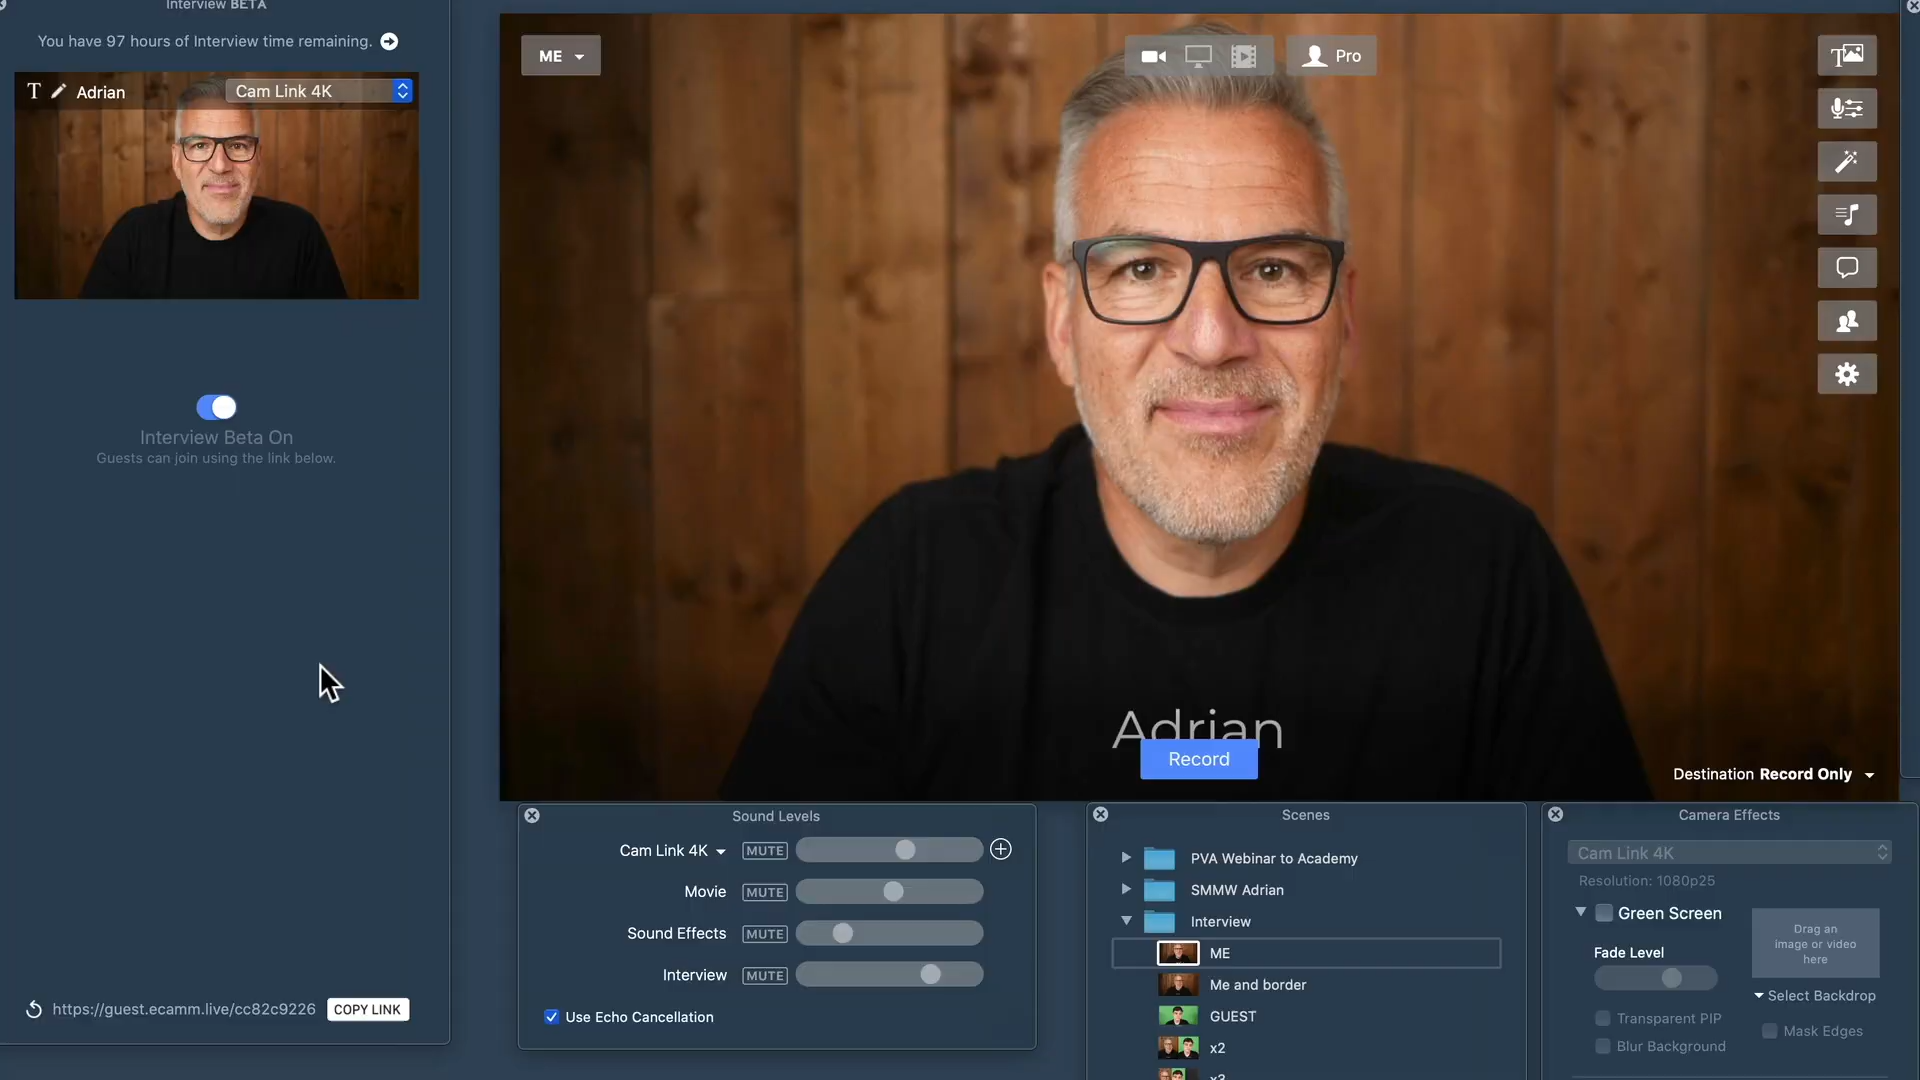 Interview BETA
You have 97 hours of Interview time remaining.
T Adrian
Cam Link 4K
Interview Beta On
Guests can join using the link below.
https://guest.ecamm.live/cc82c9226
COPY LINK
ME
Pro
T
Adrian
Record
Destination Record Only
Sound Levels
Cam Link 4K MUTE
Movie MUTE
Sound Effects MUTE
Interview MUTE
Use Echo Cancellation
Scenes
PVA Webinar to Academy
SMMW Adrian
Interview
ME
Me and border
GUEST
x2
x3
Camera Effects
Cam Link 4K
Resolution: 1080p25
Green Screen
Fade Level
Drag an
image or video
here
Select Backdrop
Transparent PIP
Mask Edges
Blur Background